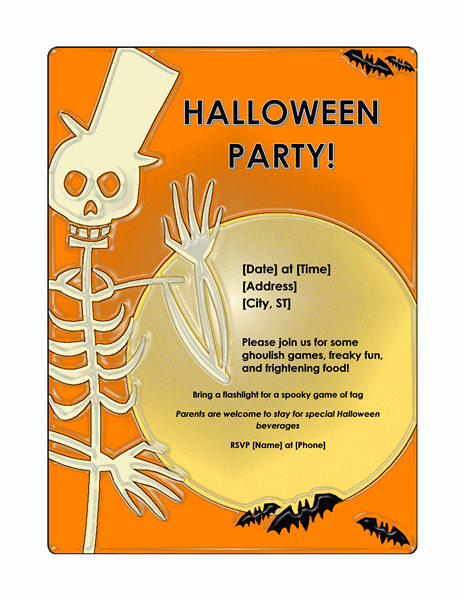 HALLOWEEN
PARTY!
[Date] at [Time]
[Address]
[City, ST]
Please join us for some
ghoulish games, freaky fun,
and frightening food!
Bring a flashlight for a spooky game of tag
Parents are welcome to stay for special Halloween
beverages
RSVP [Name] at [Phone]